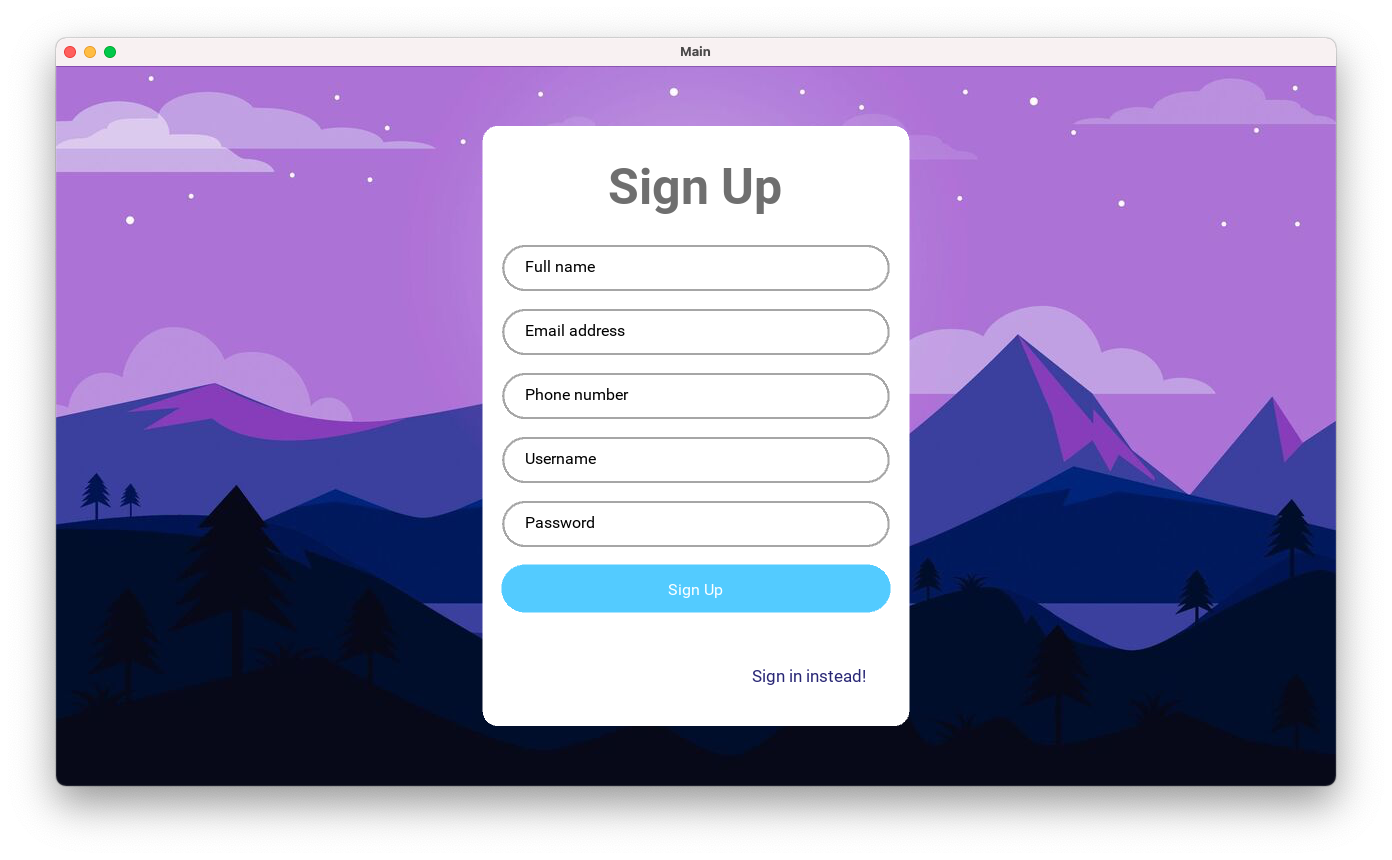 Main
Sign Up
Full name
Email address
Phone number
Username
Password
Sign Up
Sign in instead!